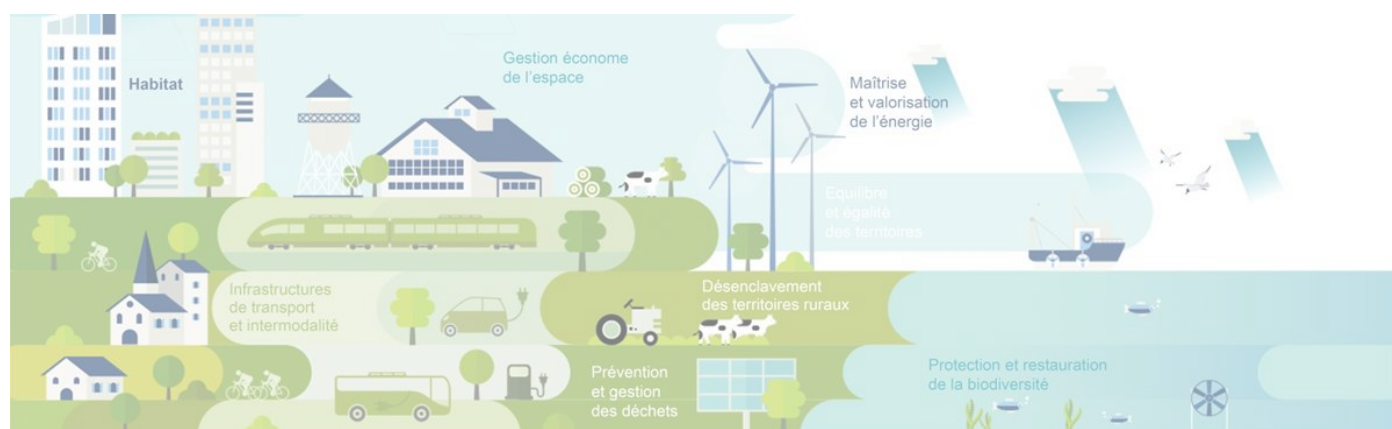 Habitat
Gestion économe
de l'espace
Maîtrise
et valorisation
de l'énergie
Equilibre
et égalité
des territoires
Infrastructures
de transport
et intermodalité
Désenclavement
des territoires ruraux
Prévention
et gestion
des déchets
Protection et restauration
de la biodiversité